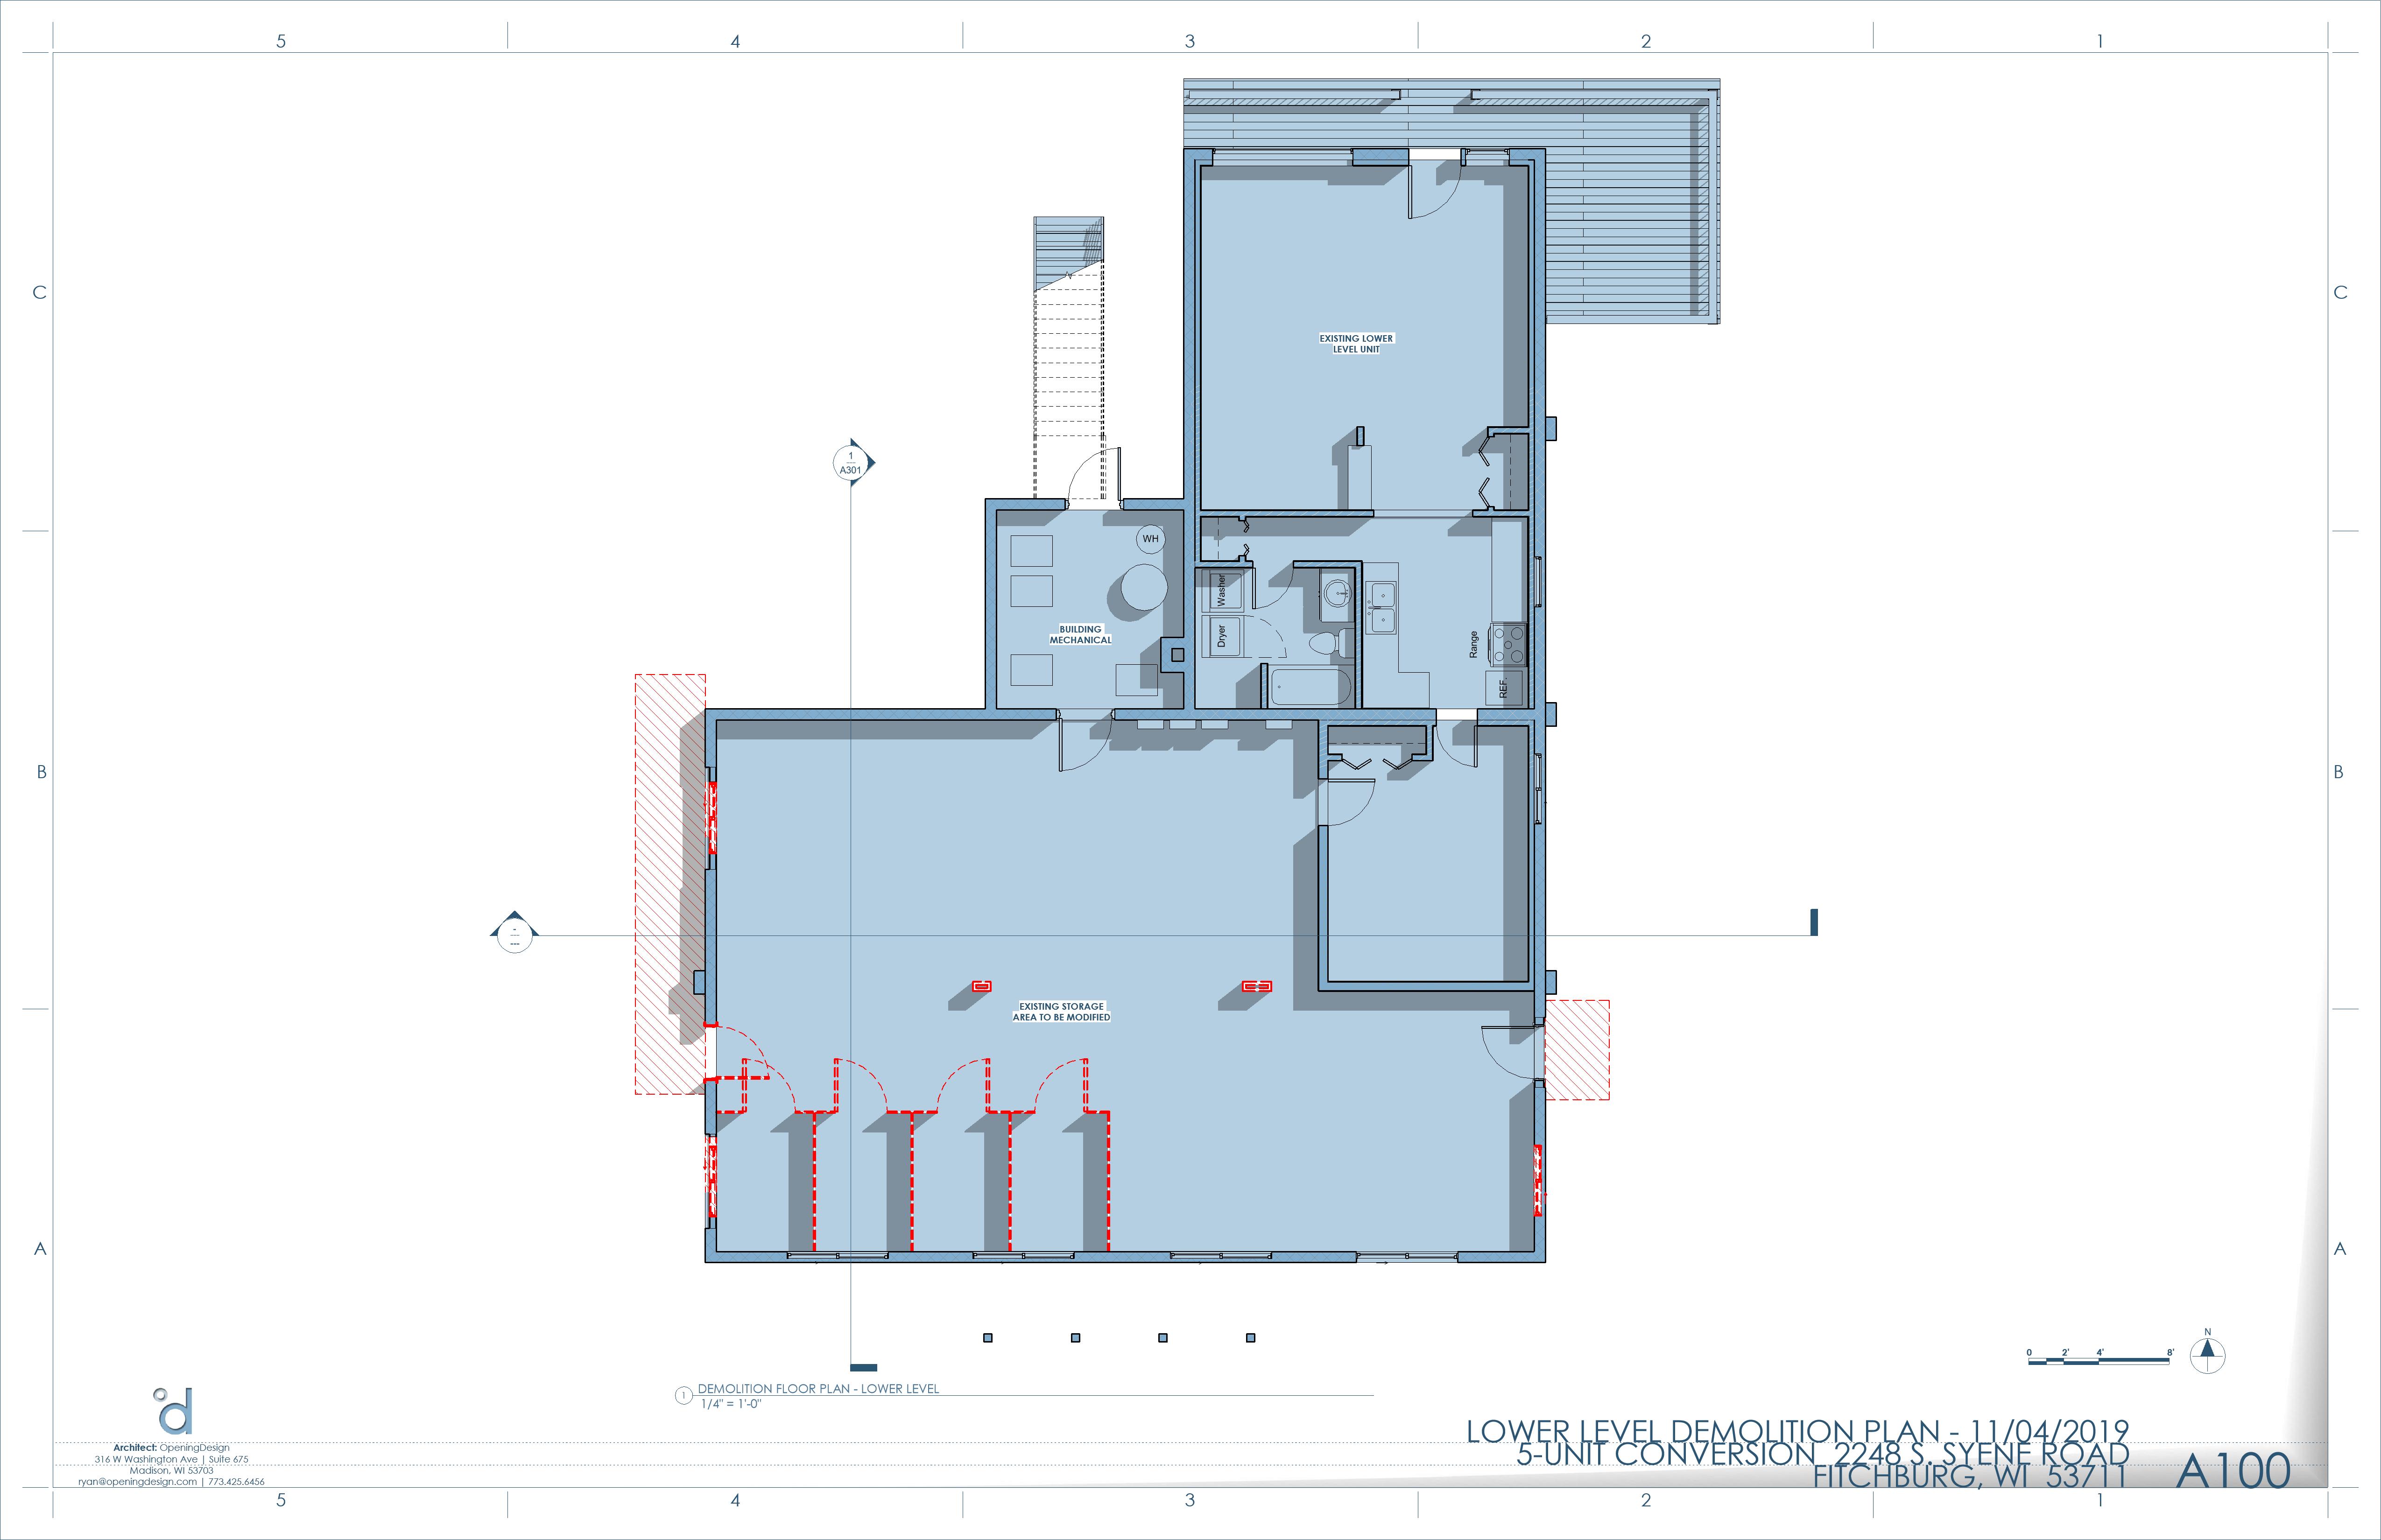 5 4 3 2 1
C C
EXISTING LOWER
LEVEL UNIT
1
A301
WH
Washer
BUILDING
MECHANICAL
Dryer
Range
REF.
B B
-
---
EXISTING STORAGE
AREA TO BE MODIFIED
A A
N
0 2' 4' 8'
1 DEMOLITION FLOOR PLAN - LOWER LEVEL
1/4" = 1'-0"
d
LOWER LEVEL DEMOLITION PLAN - 11/04/2019
5-UNIT CONVERSION 2248 S. SYENE ROAD
FITCHBURG, WI 53711
A100
Architect: OpeningDesign
316 W Washington Ave | Suite 675
Madison, WI 53703
ryan@openingdesign.com | 773.425.6456
5 4 3 2 1